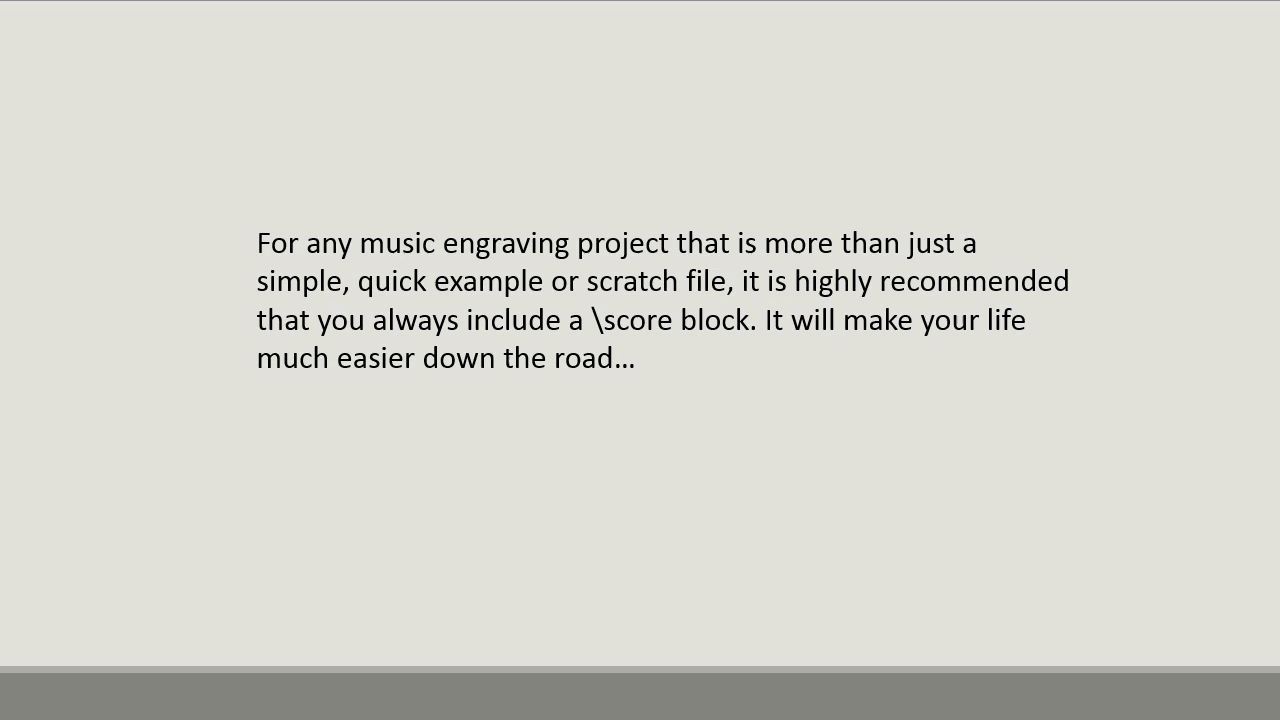 For any music engraving project that is more than just a
simple, quick example or scratch file, it is highly recommended
that you always include a \score block. It will make your life
much easier down the road…